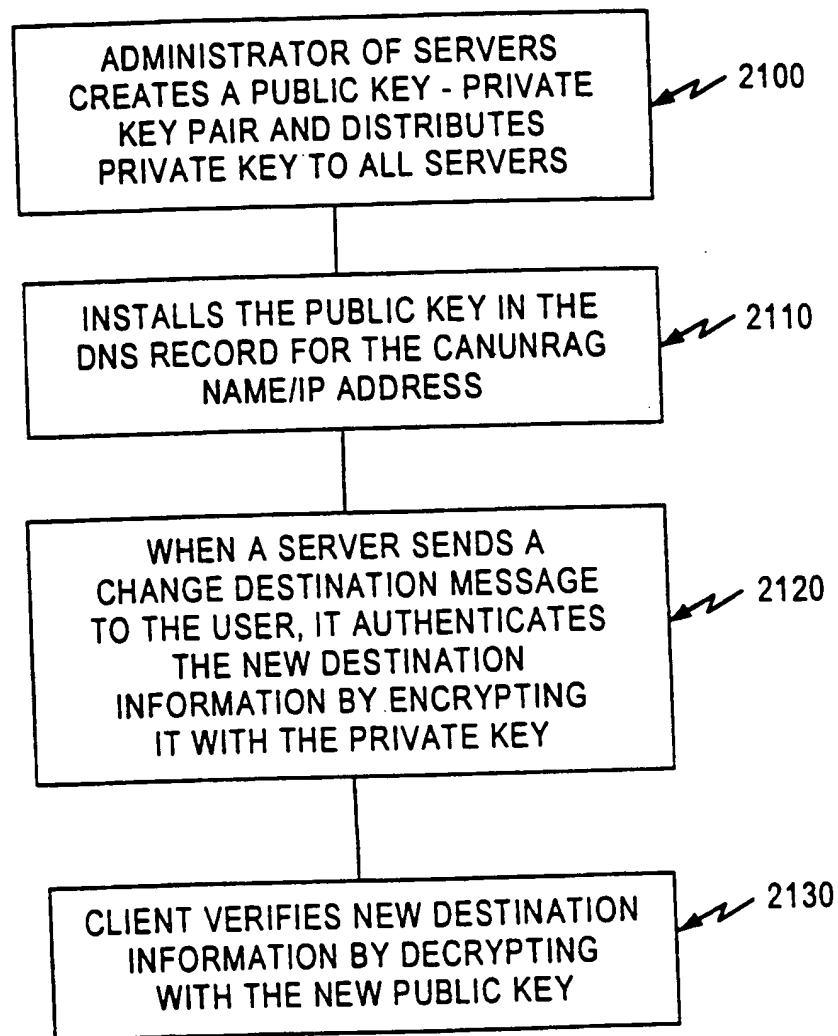 ADMINISTRATOR OF SERVERS
CREATES A PUBLIC KEY - PRIVATE
KEY PAIR AND DISTRIBUTES
PRIVATE KEY TO ALL SERVERS
2100
INSTALLS THE PUBLIC KEY IN THE
DNS RECORD FOR THE CANUNRAG
NAME/IP ADDRESS
2110
WHEN A SERVER SENDS A
CHANGE DESTINATION MESSAGE
TO THE USER, IT AUTHENTICATES
THE NEW DESTINATION
INFORMATION BY ENCRYPTING
IT WITH THE PRIVATE KEY
2120
CLIENT VERIFIES NEW DESTINATION
INFORMATION BY DECRYPTING
WITH THE NEW PUBLIC KEY
2130